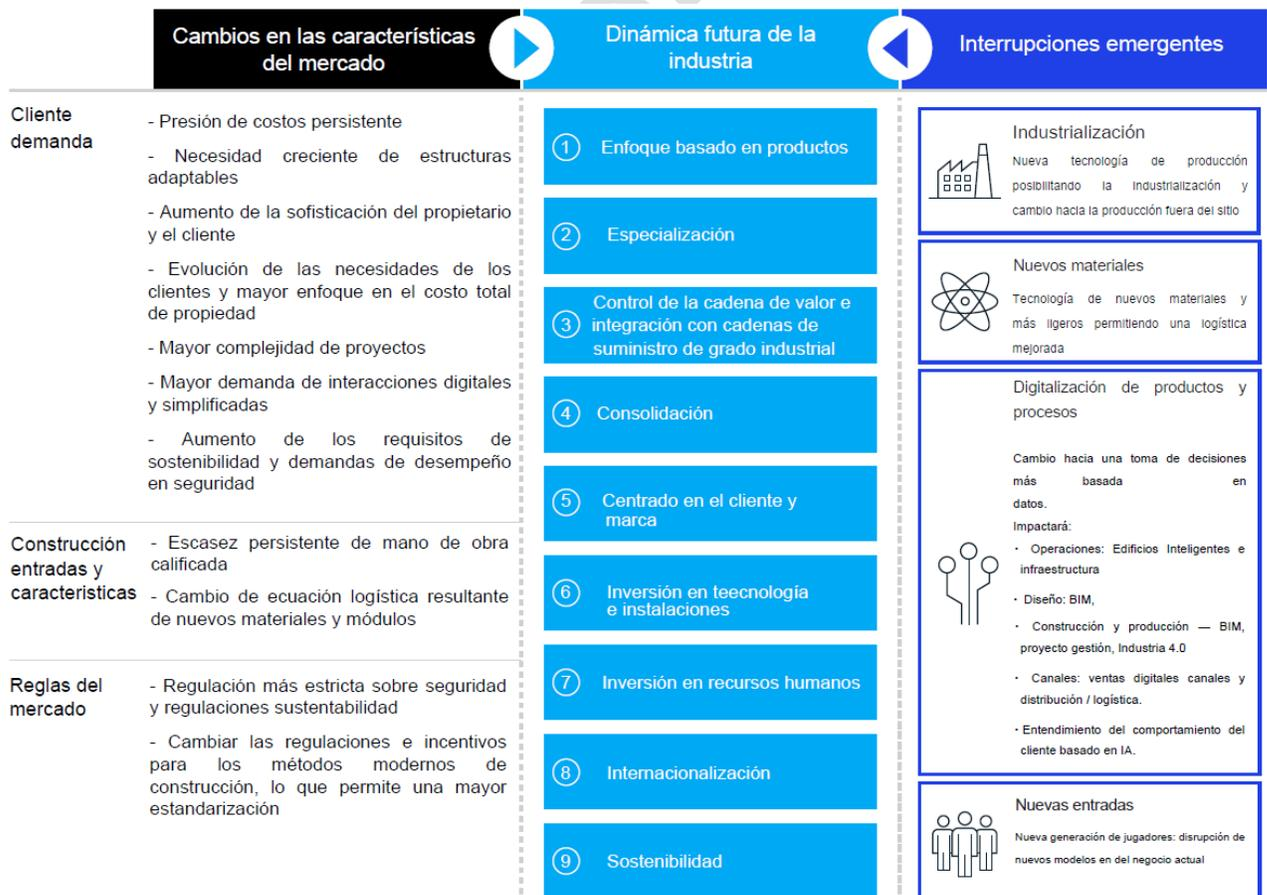 Cambios en las características
del mercado
Dinámica futura de la
industria
Interrupciones emergentes
Cliente
demanda
- Presión de costos persistente
- Necesidad creciente de estructuras
adaptables
- Aumento de la sofisticación del propietario
y el cliente
- Evolución de las necesidades de los
clientes y mayor enfoque en el costo total
de propiedad
- Mayor complejidad de proyectos
- Mayor demanda de interacciones digitales
y simplificadas
- Aumento de los requisitos de
sostenibilidad y demandas de desempeño
en seguridad
Construcción
entradas y
caracteristicas
- Escasez persistente de mano de obra
calificada
- Cambio de ecuación logística resultante
de nuevos materiales y módulos
Reglas del
mercado
- Regulación más estricta sobre seguridad
y regulaciones sustentabilidad
- Cambiar las regulaciones e incentivos
para los métodos modernos de
construcción, lo que permite una mayor
estandarización
1 Enfoque basado en productos
2 Especialización
3 Control de la cadena de valor e
integración con cadenas de
suministro de grado industrial
4 Consolidación
5 Centrado en el cliente y
marca
6 Inversión en teecnología
e instalaciones
7 Inversión en recursos humanos
8 Internacionalización
9 Sostenibilidad
Industrialización
Nueva tecnología de producción
posibilitando la industrialización y
cambio hacia la producción fuera del sitio
Nuevos materiales
Tecnología de nuevos materiales y
más ligeros permitiendo una logística
mejorada
Digitalización de productos y
procesos
Cambio hacia una toma de decisiones
más basada en
datos.
Impactará:
· Operaciones: Edificios Inteligentes e
infraestructura
· Diseño: BIM,
· Construcción y producción — BIM,
proyecto gestión, Industria 4.0
· Canales: ventas digitales canales y
distribución / logística.
· Entendimiento del comportamiento del
cliente basado en IA.
Nuevas entradas
Nueva generación de jugadores: disrupción de
nuevos modelos en del negocio actual